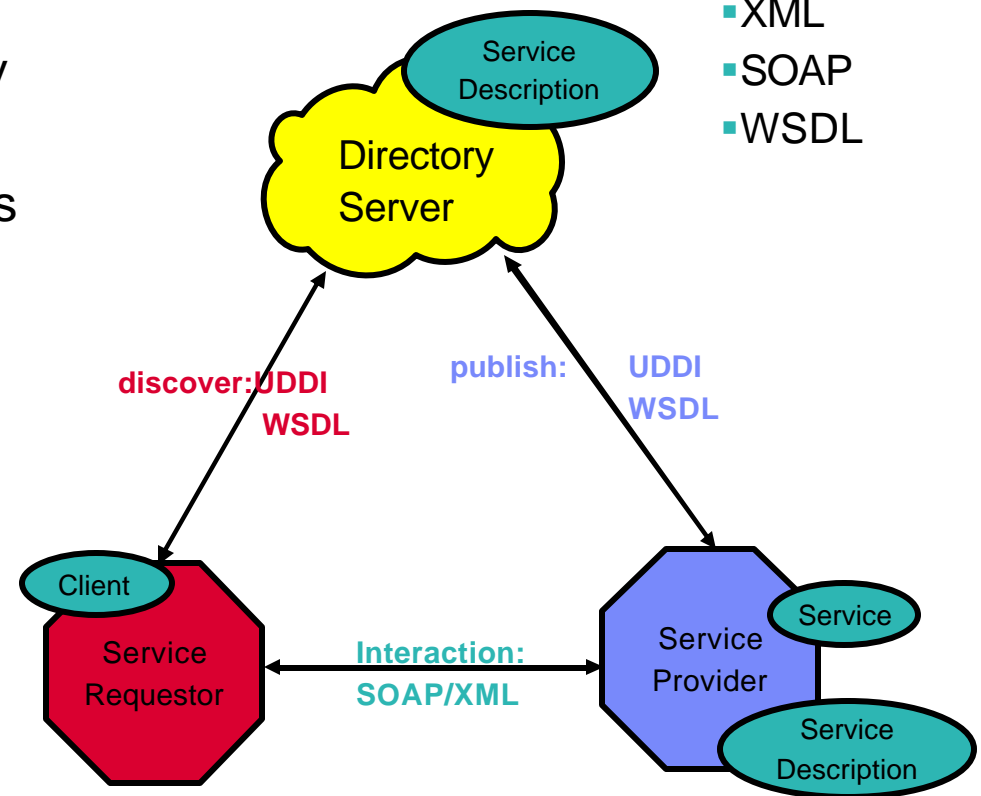 XML
SOAP
WSDL
Service
Description
Directory
Server
s
discover:UDDI
WSDL
publish: UDDI
WSDL
Client
Service
Requestor
Interaction:
SOAP/XML
Service
Provider
Service
Service
Description